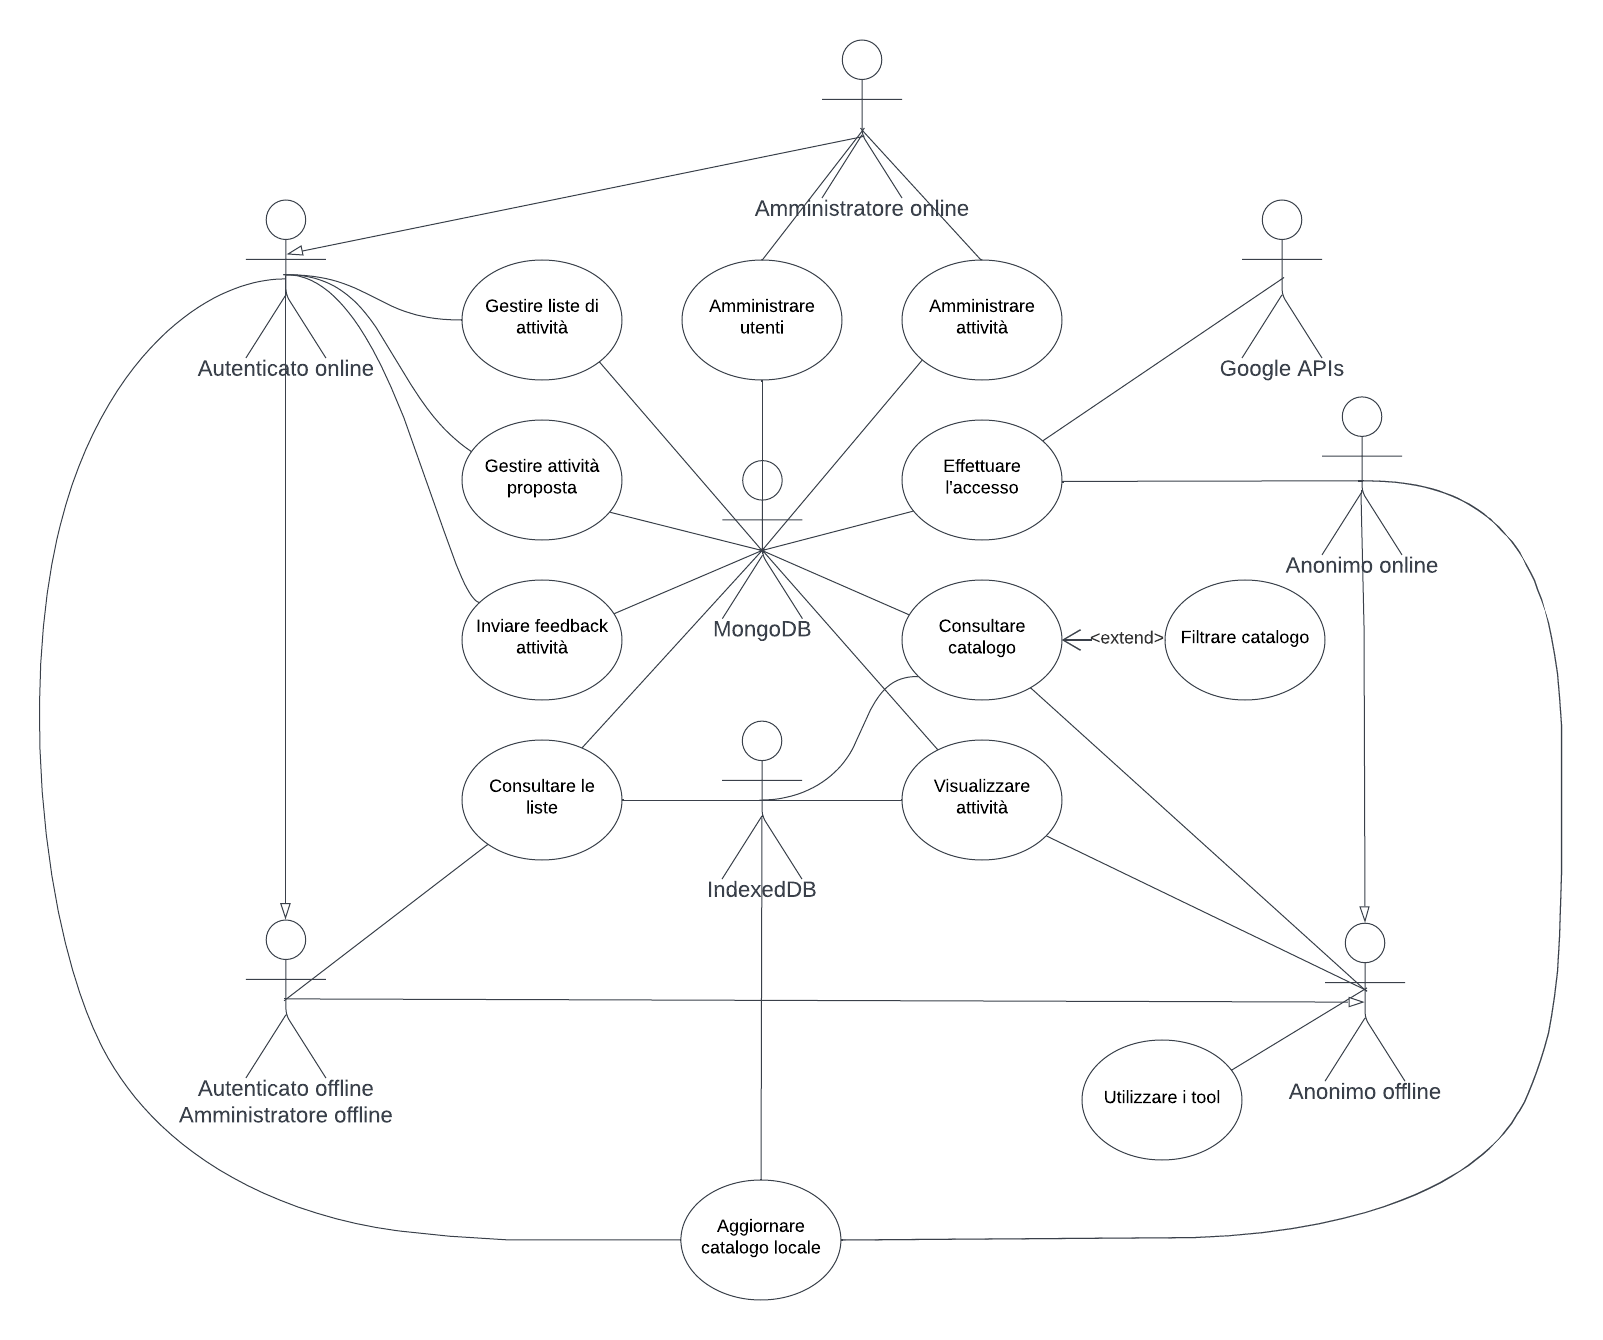 Amministratore online
Gestire liste di
attività
Amministrare
utenti
Amministrare
attività
Autenticato online
Google APIs
Gestire attività
proposta
Effettuare
l'accesso
Anonimo online
Inviare feedback
attività
MongoDB
Consultare
catalogo
<extend>
Filtrare catalogo
Consultare le
liste
Visualizzare
attività
IndexedDB
Autenticato offline
Amministratore offline
Utilizzare i tool
Anonimo offline
Aggiornare
catalogo locale